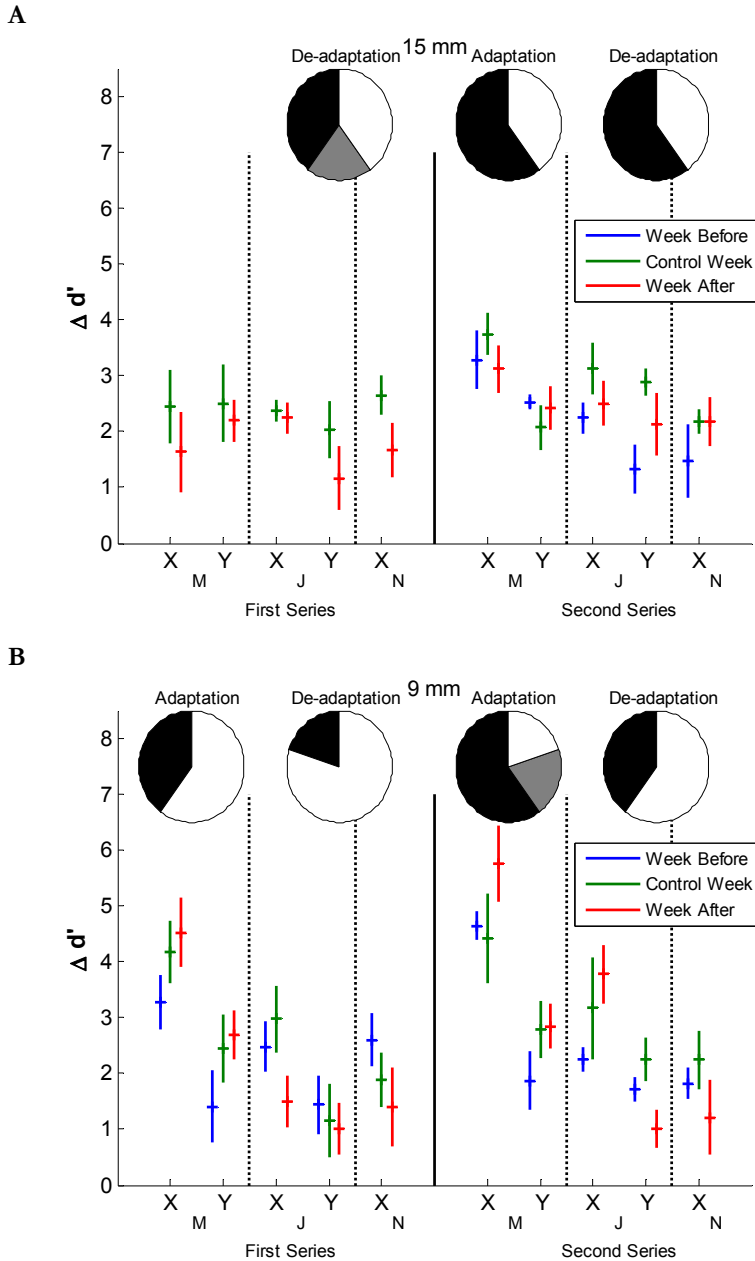 A
15 mm
De-adaptation
Adaptation
De-adaptation
8
7
6
5
4
3
2
1
0
Δ d'
Week Before
Control Week
Week After
X Y X Y X X Y X Y X
M J N M J N
First Series Second Series
B
9 mm
Adaptation
De-adaptation
Adaptation
De-adaptation
8
7
6
5
4
3
2
1
0
Δ d'
Week Before
Control Week
Week After
X Y X Y X X Y X Y X
M J N M J N
First Series Second Series